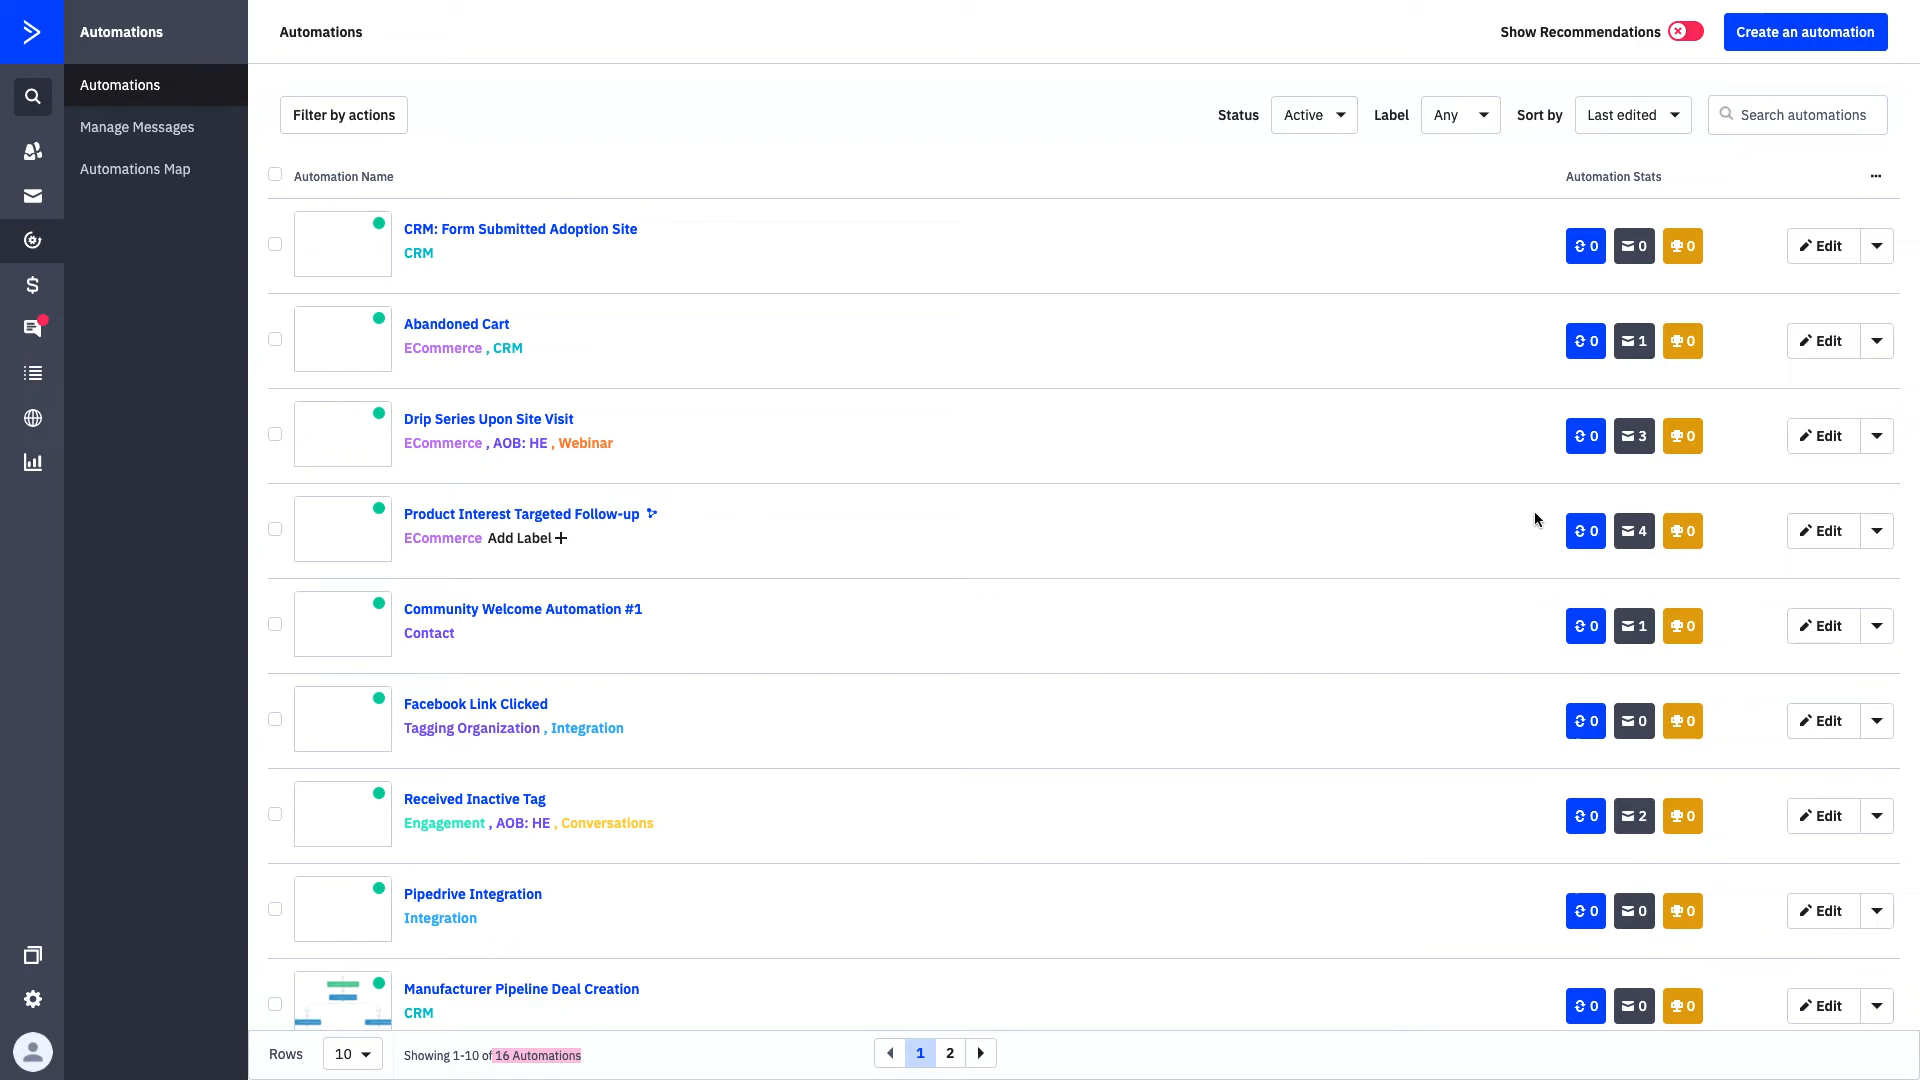 Automations
Automations
Show Recommendations
Create an automation
Automations
Manage Messages
Automations Map
Filter by actions
Status Active Label Any Sort by Last edited Search automations
Automation Name Automation Stats ...
CRM: Form Submitted Adoption Site
CRM
0 0 0 Edit
Abandoned Cart
ECommerce , CRM
0 1 0 Edit
Drip Series Upon Site Visit
ECommerce , AOB: HE , Webinar
0 3 0 Edit
Product Interest Targeted Follow-up
ECommerce Add Label
0 4 0 Edit
Community Welcome Automation #1
Contact
0 1 0 Edit
Facebook Link Clicked
Tagging Organization , Integration
0 0 0 Edit
Received Inactive Tag
Engagement , AOB: HE , Conversations
0 2 0 Edit
Pipedrive Integration
Integration
0 0 0 Edit
Manufacturer Pipeline Deal Creation
CRM
0 0 0 Edit
Rows 10 Showing 1-10 of 16 Automations 1 2